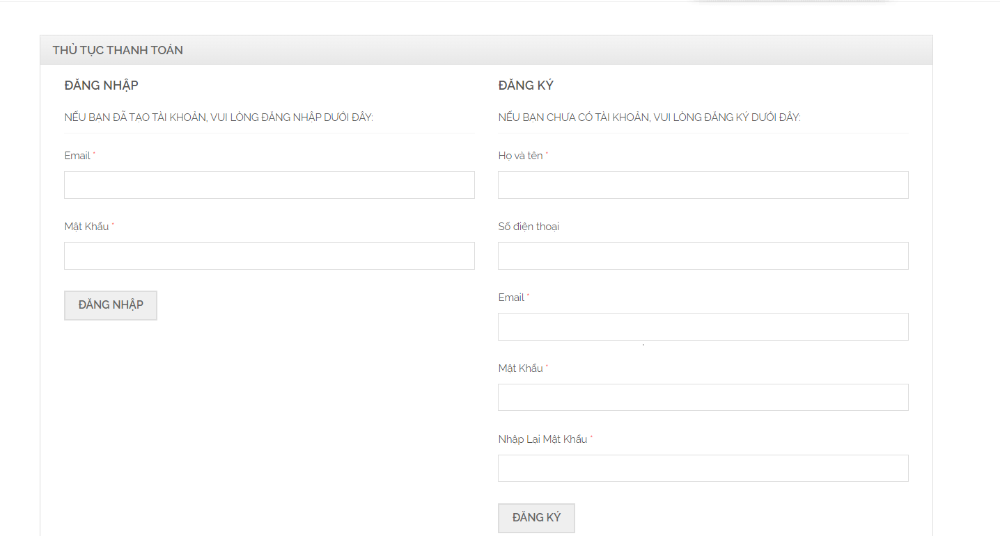 THỦ TỤC THANH TOÁN
ĐĂNG NHẬP
NẾU BẠN ĐÃ TẠO TÀI KHOẢN, VUI LÒNG ĐĂNG NHẬP DƯỚI ĐÂY:
Email *
Mật Khẩu *
ĐĂNG NHẬP
ĐĂNG KÝ
NẾU BẠN CHƯA CÓ TÀI KHOẢN, VUI LÒNG ĐĂNG KÝ DƯỚI ĐÂY:
Họ và tên *
Số điện thoại
Email *
Mật Khẩu *
Nhập Lại Mật Khẩu *
ĐĂNG KÝ